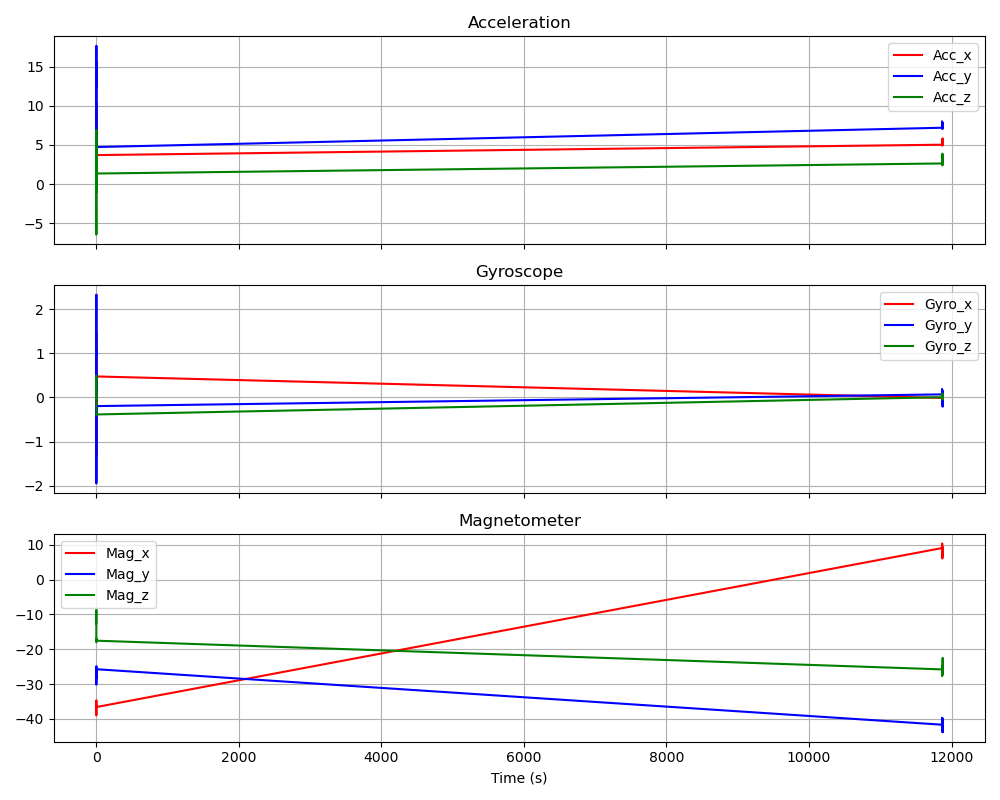 Acceleration
15
10
5
0
−5
Acc_x
Acc_y
Acc_z
Gyroscope
2
1
0
−1
−2
Gyro_x
Gyro_y
Gyro_z
Magnetometer
10
0
−10
−20
−30
−40
Mag_x
Mag_y
Mag_z
0 2000 4000 6000 8000 10000 12000
Time (s)